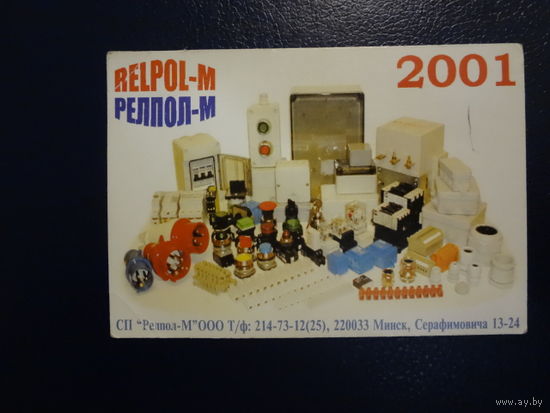 RELPOL-M
РЕЛПОЛ-М
2001
СП "Релпол-М"ООО Т/ф: 214-73-12(25), 220033 Минск, Серафимовича 13-24
www.ay.by